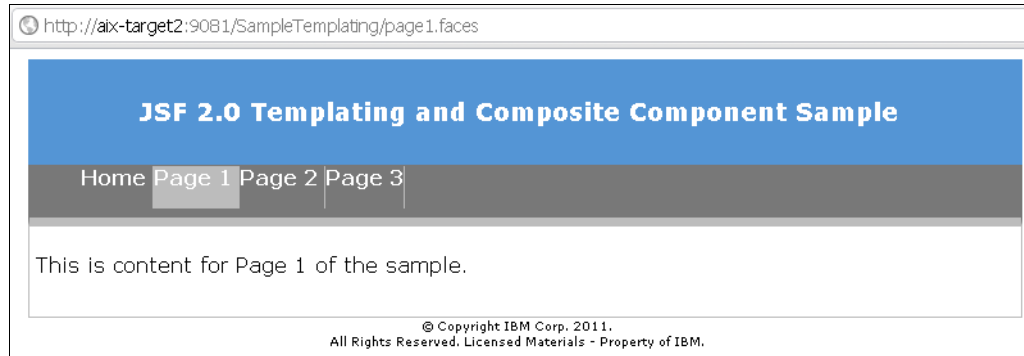 http://aix-target2:9081/SampleTemplating/page1.faces
JSF 2.0 Templating and Composite Component Sample
Home Page 1 Page 2 Page 3
This is content for Page 1 of the sample.
© Copyright IBM Corp. 2011.
All Rights Reserved. Licensed Materials - Property of IBM.